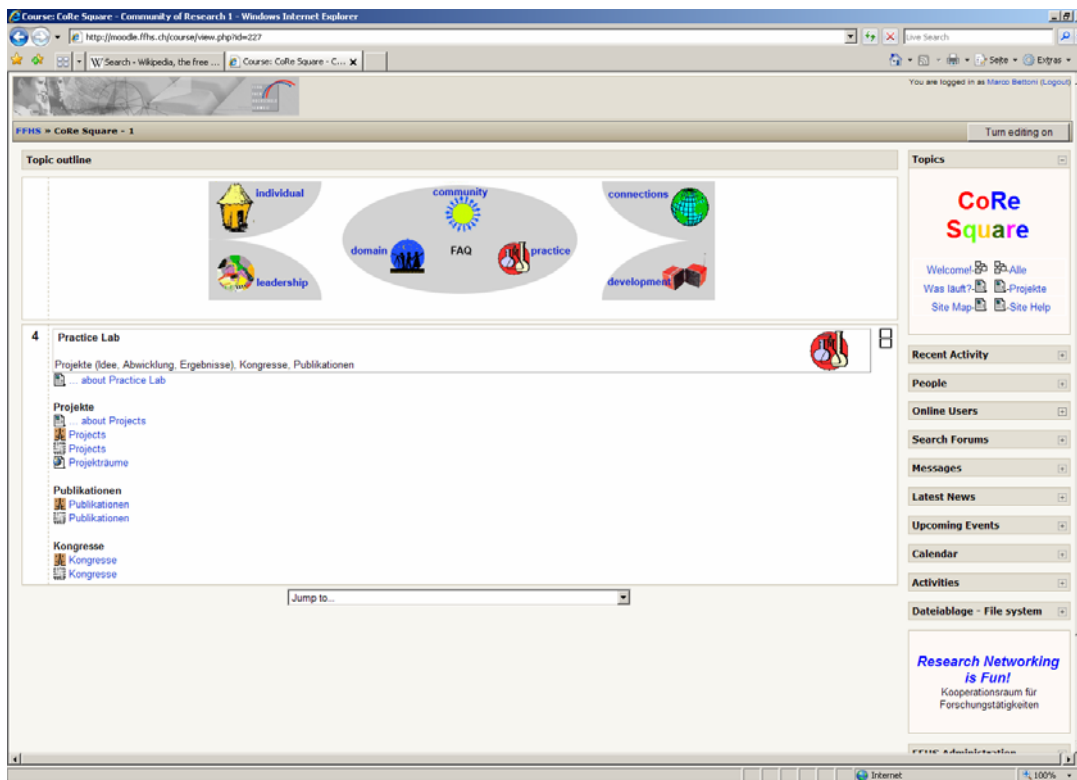 Course: CoRe Square - Community of Research 1 - Windows Internet Explorer
http://moodle.ffhs.ch/course/view.php?id=227
Live Search
W Search - Wikipedia, the free ...
Course: CoRe Square - C...
Seite
Extras
You are logged in as Marco Bettoni (Logout)
FFHS » CoRe Square - 1
Turn editing on
Topic outline
individual
community
connections
domain
FAQ
practice
leadership
development
4 Practice Lab
Projekte (Idee, Abwicklung, Ergebnisse), Kongresse, Publikationen
... about Practice Lab
Projekte
... about Projects
Projects
Projects
Projekträume
Publikationen
Publikationen
Publikationen
Kongresse
Kongresse
Kongresse
Jump to...
Topics
CoRe
Square
Welcome!- -Alle
Was läuft?- -Projekte
Site Map- -Site Help
Recent Activity
People
Online Users
Search Forums
Messages
Latest News
Upcoming Events
Calendar
Activities
Dateiablage - File system
Research Networking
is Fun!
Kooperationsraum für
Forschungstätigkeiten
FFHS Administration
Internet
100%